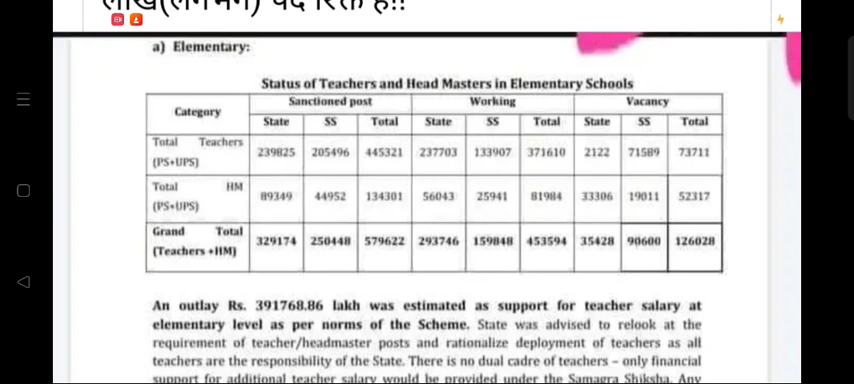 लाख(लगभग) पद रिक्त है!!
a) Elementary:
Status of Teachers and Head Masters in Elementary Schools
Category Sanctioned post Working Vacancy
State SS Total State SS Total State SS Total
Total Teachers
(PS+UPS) 239825 205496 445321 237703 133907 371610 2122 71589 73711
Total HM
(PS+UPS) 89349 44952 134301 56043 25941 81984 33306 19011 52317
Grand Total
(Teachers +HM) 329174 250448 579622 293746 159848 453594 35428 90600 126028
An outlay Rs. 391768.86 lakh was estimated as support for teacher salary at
elementary level as per norms of the Scheme. State was advised to relook at the
requirement of teacher/headmaster posts and rationalize deployment of teachers as all
teachers are the responsibility of the State. There is no dual cadre of teachers – only financial
support for additional teacher salary would be provided under the Samagra Shiksha. Any